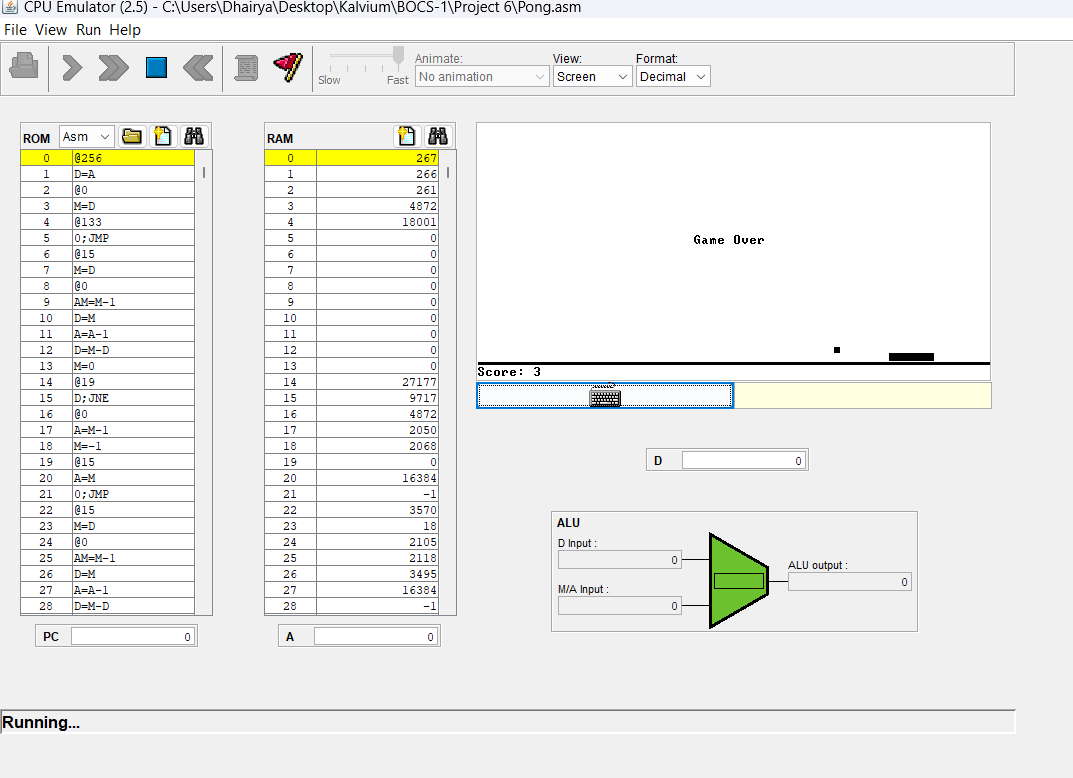 CPU Emulator (2.5) - C:\Users\Dhairya\Desktop\Kalvium\BOCS-1\Project 6\Pong.asm
File View Run Help
Slow Fast
Animate:
No animation
View:
Screen
Format:
Decimal
ROM Asm
0 @256
1 D=A
2 @0
3 M=D
4 @133
5 0;JMP
6 @15
7 M=D
8 @0
9 AM=M-1
10 D=M
11 A=A-1
12 D=M-D
13 M=0
14 @19
15 D;JNE
16 @0
17 A=M-1
18 M=-1
19 @15
20 A=M
21 0;JMP
22 @15
23 M=D
24 @0
25 AM=M-1
26 D=M
27 A=A-1
28 D=M-D
PC 0
RAM
0 267
1 266
2 261
3 4872
4 18001
5 0
6 0
7 0
8 0
9 0
10 0
11 0
12 0
13 0
14 27177
15 9717
16 4872
17 2050
18 2068
19 0
20 16384
21 -1
22 3570
23 18
24 2105
25 2118
26 3495
27 16384
28 -1
A 0
Game Over
Score: 3
D 0
ALU
D Input :
0
M/A Input :
0
ALU output :
0
Running...